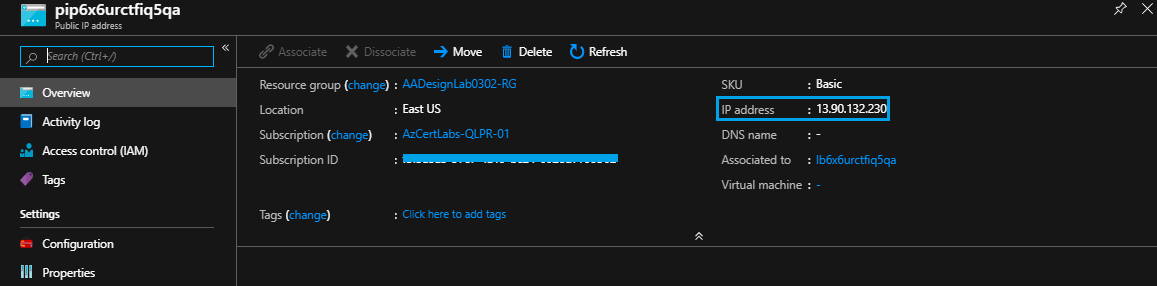 pip6x6urctfiq5qa
Public IP address
Search (Ctrl+/)
Overview
Activity log
Access control (IAM)
Tags
Settings
Configuration
Properties
Associate Dissociate Move Delete Refresh
Resource group (change) : AADesignLab0302-RG
Location : East US
Subscription (change) : AzCertLabs-QLPR-01
Subscription ID :
Tags (change) : Click here to add tags
SKU : Basic
IP address : 13.90.132.230
DNS name : -
Associated to : lb6x6urctfiq5qa
Virtual machine : -